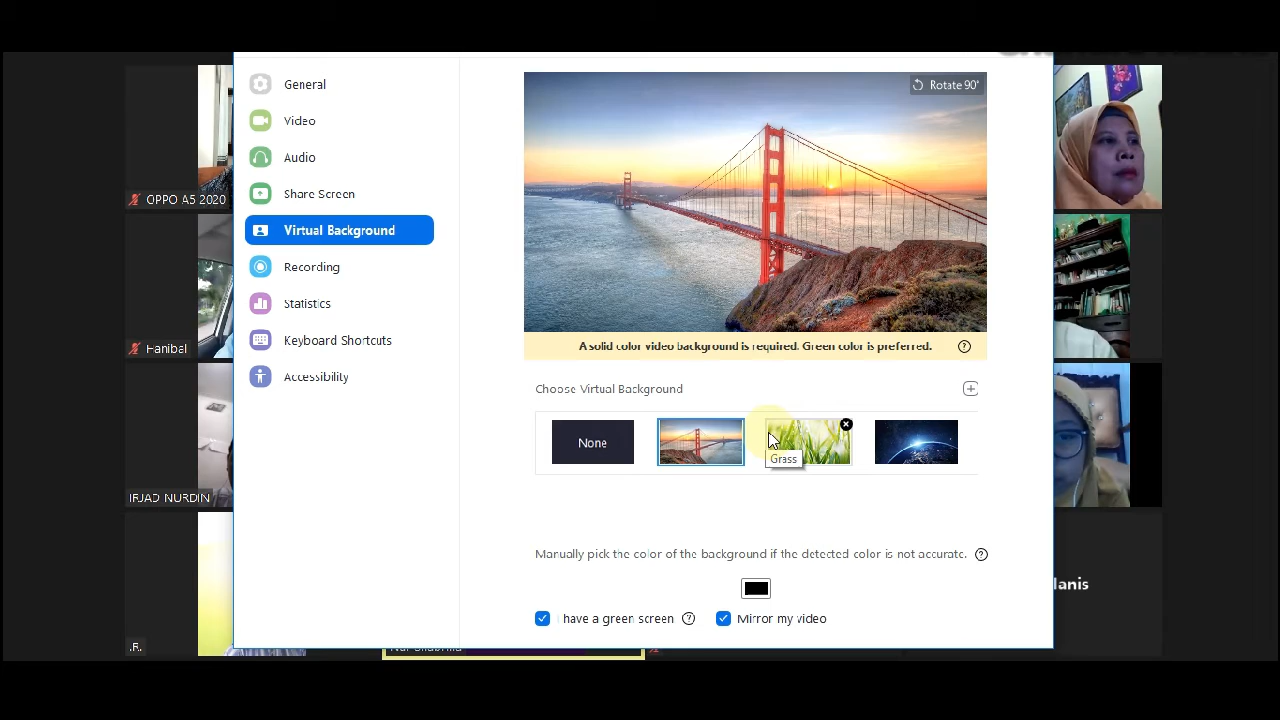 General
Video
Audio
Share Screen
Virtual Background
Recording
Statistics
Keyboard Shortcuts
Accessibility
Rotate 90°
A solid color video background is required. Green color is preferred.
Choose Virtual Background
None
Grass
Manually pick the color of the background if the detected color is not accurate.
I have a green screen
Mirror my video
OPPO A5 2020
Hanibal
IRJAD NURDIN
.R.